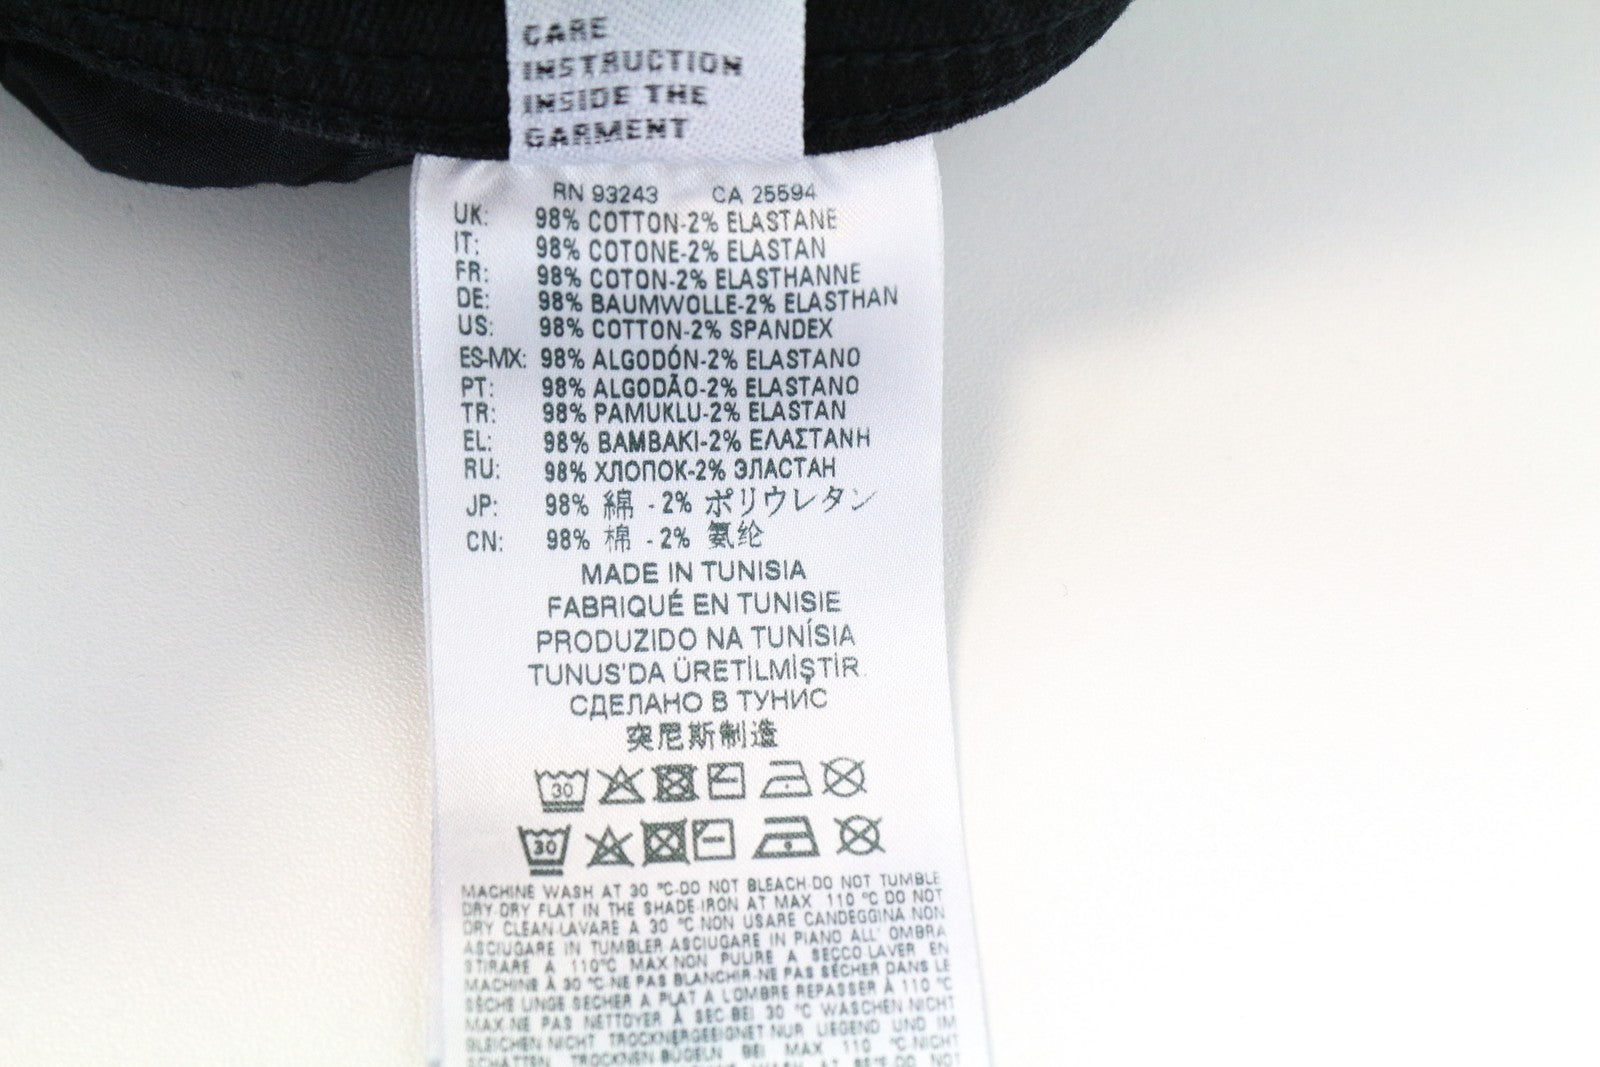 CARE
INSTRUCTION
INSIDE THE
GARMENT
RN 93243 CA 25594
UK: 98% COTTON-2% ELASTANE
IT: 98% COTONE-2% ELASTAN
FR: 98% COTON-2% ELASTHANNE
DE: 98% BAUMWOLLE-2% ELASTHAN
US: 98% COTTON-2% SPANDEX
ES-MX: 98% ALGODÓN-2% ELASTANO
PT: 98% ALGODÃO-2% ELASTANO
TR: 98% PAMUKLU-2% ELASTAN
EL: 98% BAMBAKI-2% ΕΛΑΣΤΑΝΗ
RU: 98% ХЛОПОК-2% ЭЛАСТАН
JP: 98% 綿 - 2% ポリウレタン
CN: 98% 棉 - 2% 氨纶
MADE IN TUNISIA
FABRIQUÉ EN TUNISIE
PRODUZIDO NA TUNÍSIA
TUNUS'DA ÜRETİLMİŞTİR
СДЕЛАНО В ТУНИС
突尼斯制造
30
30
MACHINE WASH AT 30 °C-DO NOT BLEACH-DO NOT TUMBLE
DRY-DRY FLAT IN THE SHADE-IRON AT MAX 110 °C DO NOT
DRY CLEAN-LAVARE A 30 °C-NON USARE CANDEGGINA-NON
ASCIUGARE IN TUMBLER ASCIUGARE IN PIANO ALL' OMBRA
STIRARE A 110°C MAX-NON PULIRE A SECCO-LAVER EN
MACHINE À 30 °C-NE PAS BLANCHIR-NE PAS SÉCHER DANS LE
SÈCHE LINGE-SÉCHER A PLAT A L'OMBRE REPASSER À 110 °C
MAX-NE PAS NETTOYER À SEC-BEI 30 °C WASCHEN-NICHT
BLEICHEN-NICHT TROCKNERGEEIGNET-NUR LIEGEND UND IM
SCHATTEN TROCKNEN BÜGELN BEI MAX 110 °C-NICHT